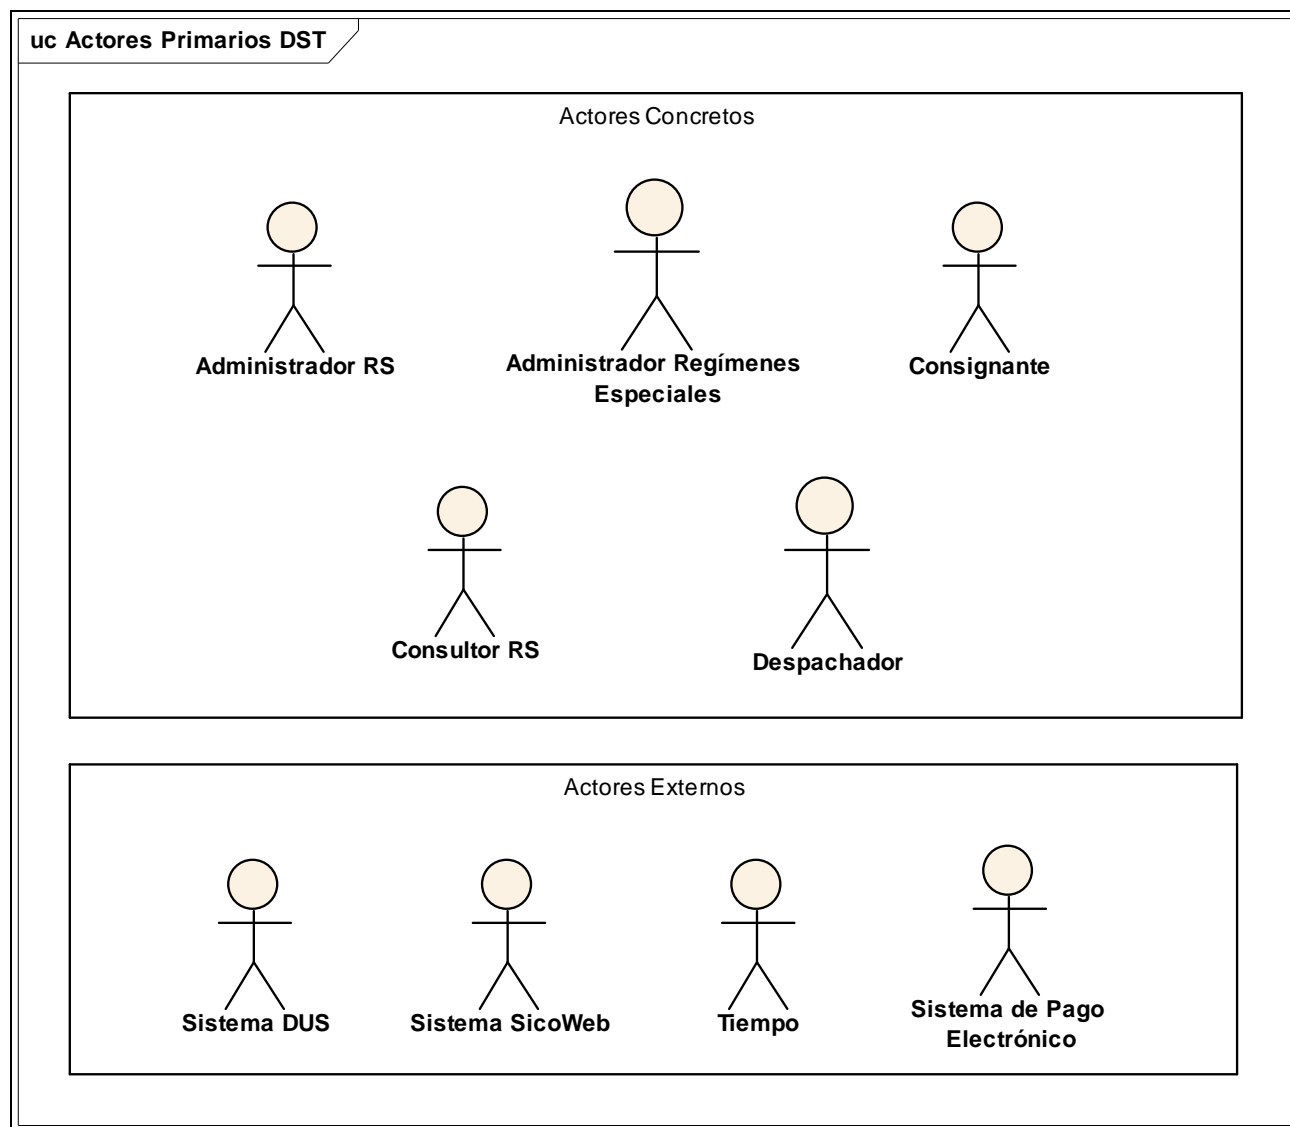 uc Actores Primarios DST
Actores Concretos
Administrador RS
Administrador Regímenes
Especiales
Consignante
Consultor RS
Despachador
Actores Externos
Sistema DUS
Sistema SicoWeb
Tiempo
Sistema de Pago
Electrónico